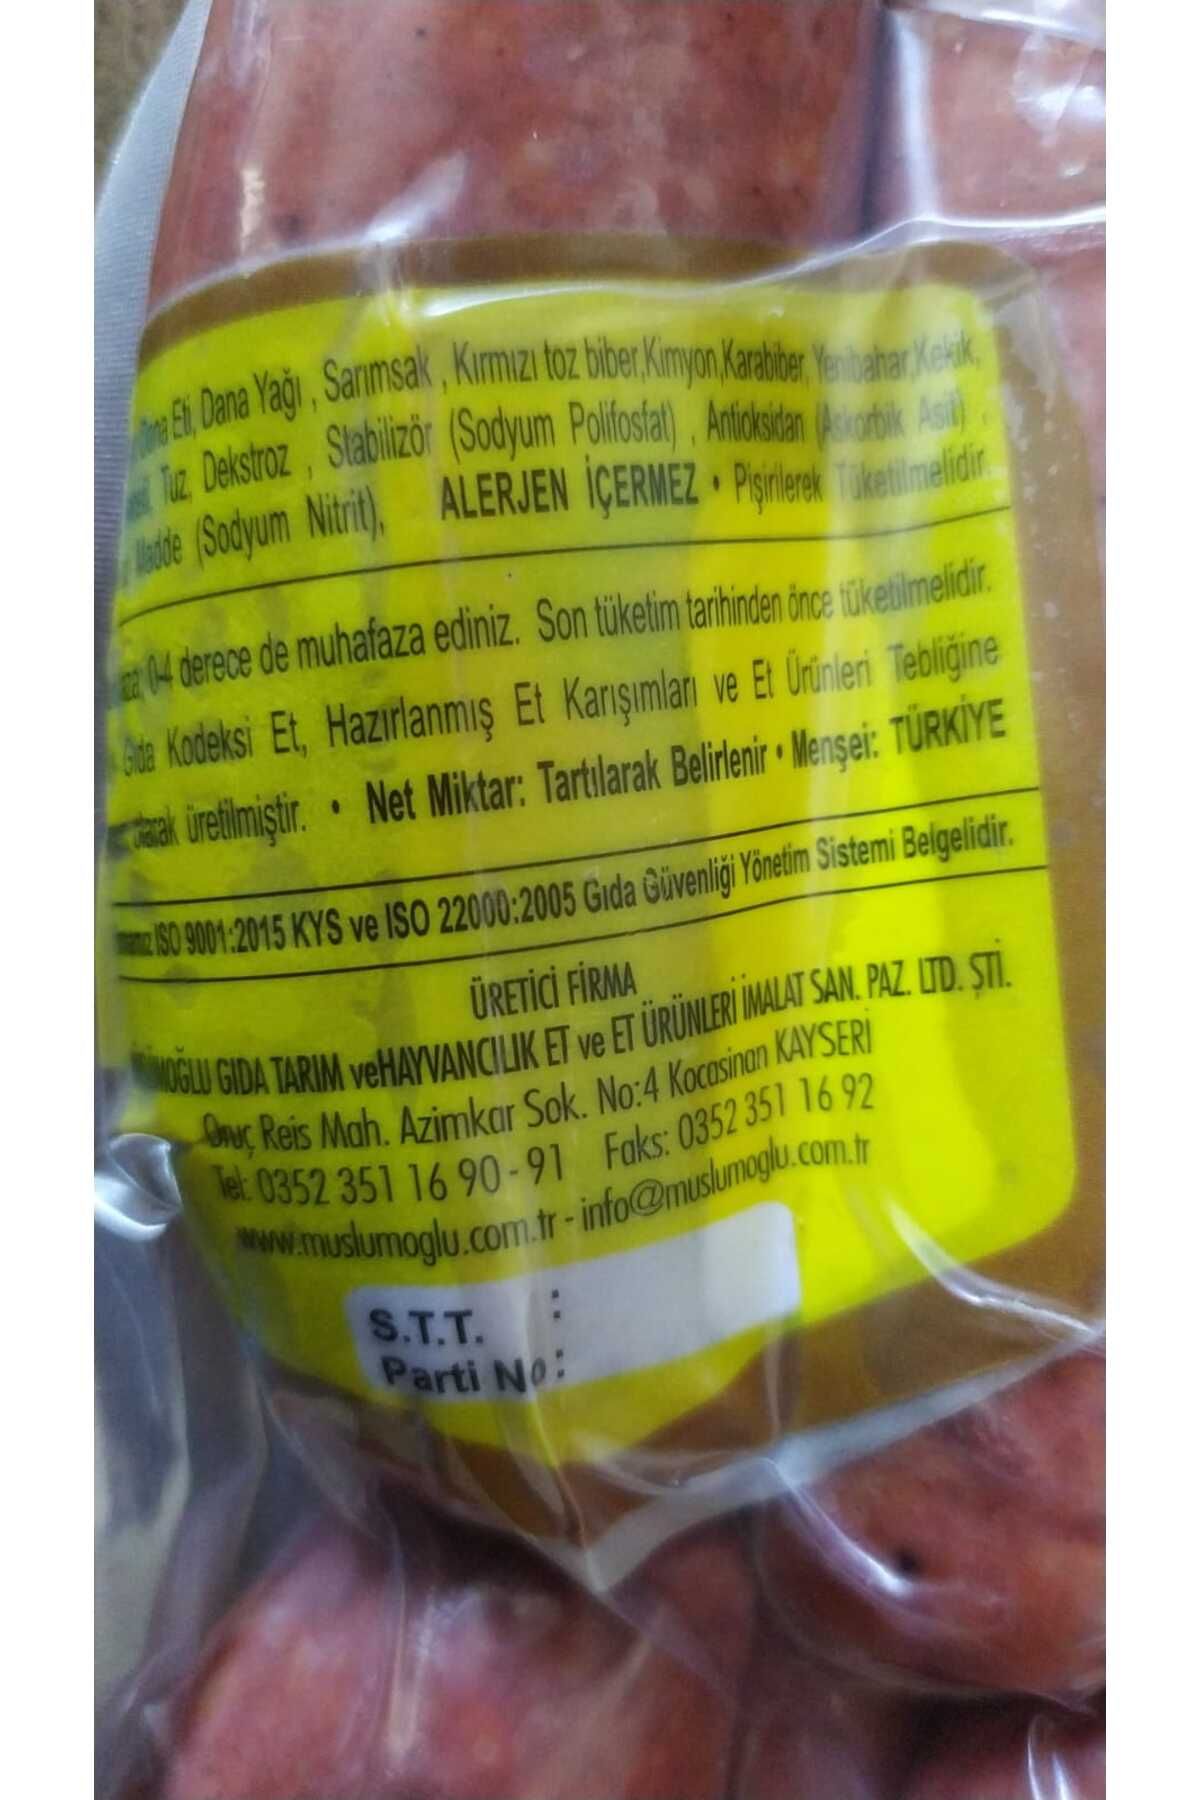 Eti, Dana Yağı , Sarımsak , Kırmızı toz biber,Kimyon,Karabiber, Yenibahar,Kekik,
Tuz, Dekstroz , Stabilizör (Sodyum Polifosfat) , Antioksidan (Askorbik Asit) ,
Madde (Sodyum Nitrit), ALERJEN İÇERMEZ • Pişirilerek Tüketilmelidir.
0-4 derece de muhafaza ediniz. Son tüketim tarihinden önce tüketilmelidir.
Gıda Kodeksi Et, Hazırlanmış Et Karışımları ve Et Ürünleri Tebliğine
olarak üretilmiştir. • Net Miktar: Tartılarak Belirlenir • Menşei: TÜRKİYE
ISO 9001:2015 KYS ve ISO 22000:2005 Gıda Güvenliği Yönetim Sistemi Belgelidir.
ÜRETİCİ FİRMA
GIDA TARIM veHAYVANCILIK ET ve ET ÜRÜNLERİ İMALAT SAN. PAZ. LTD. ŞTİ.
Oruç Reis Mah. Azimkar Sok. No:4 Kocasinan KAYSERİ
Tel: 0352 351 16 90 - 91 Faks: 0352 351 16 92
www.muslumoglu.com.tr - info@muslumoglu.com.tr
S.T.T. :
Parti No :